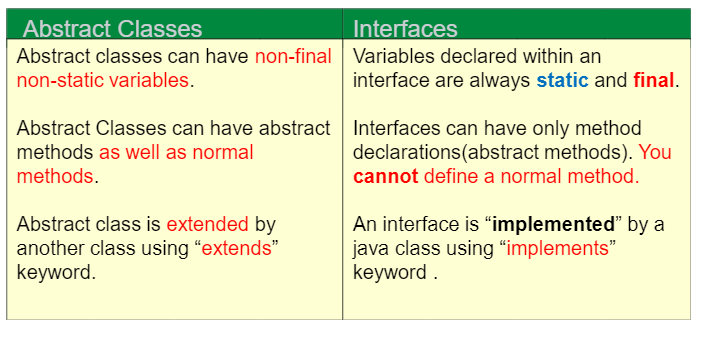 Abstract Classes
Interfaces
Abstract classes can have non-final
non-static variables.
Variables declared within an
interface are always static and final.
Abstract Classes can have abstract
methods as well as normal
methods.
Interfaces can have only method
declarations(abstract methods). You
cannot define a normal method.
Abstract class is extended by
another class using “extends”
keyword.
An interface is “implemented” by a
java class using “implements”
keyword .